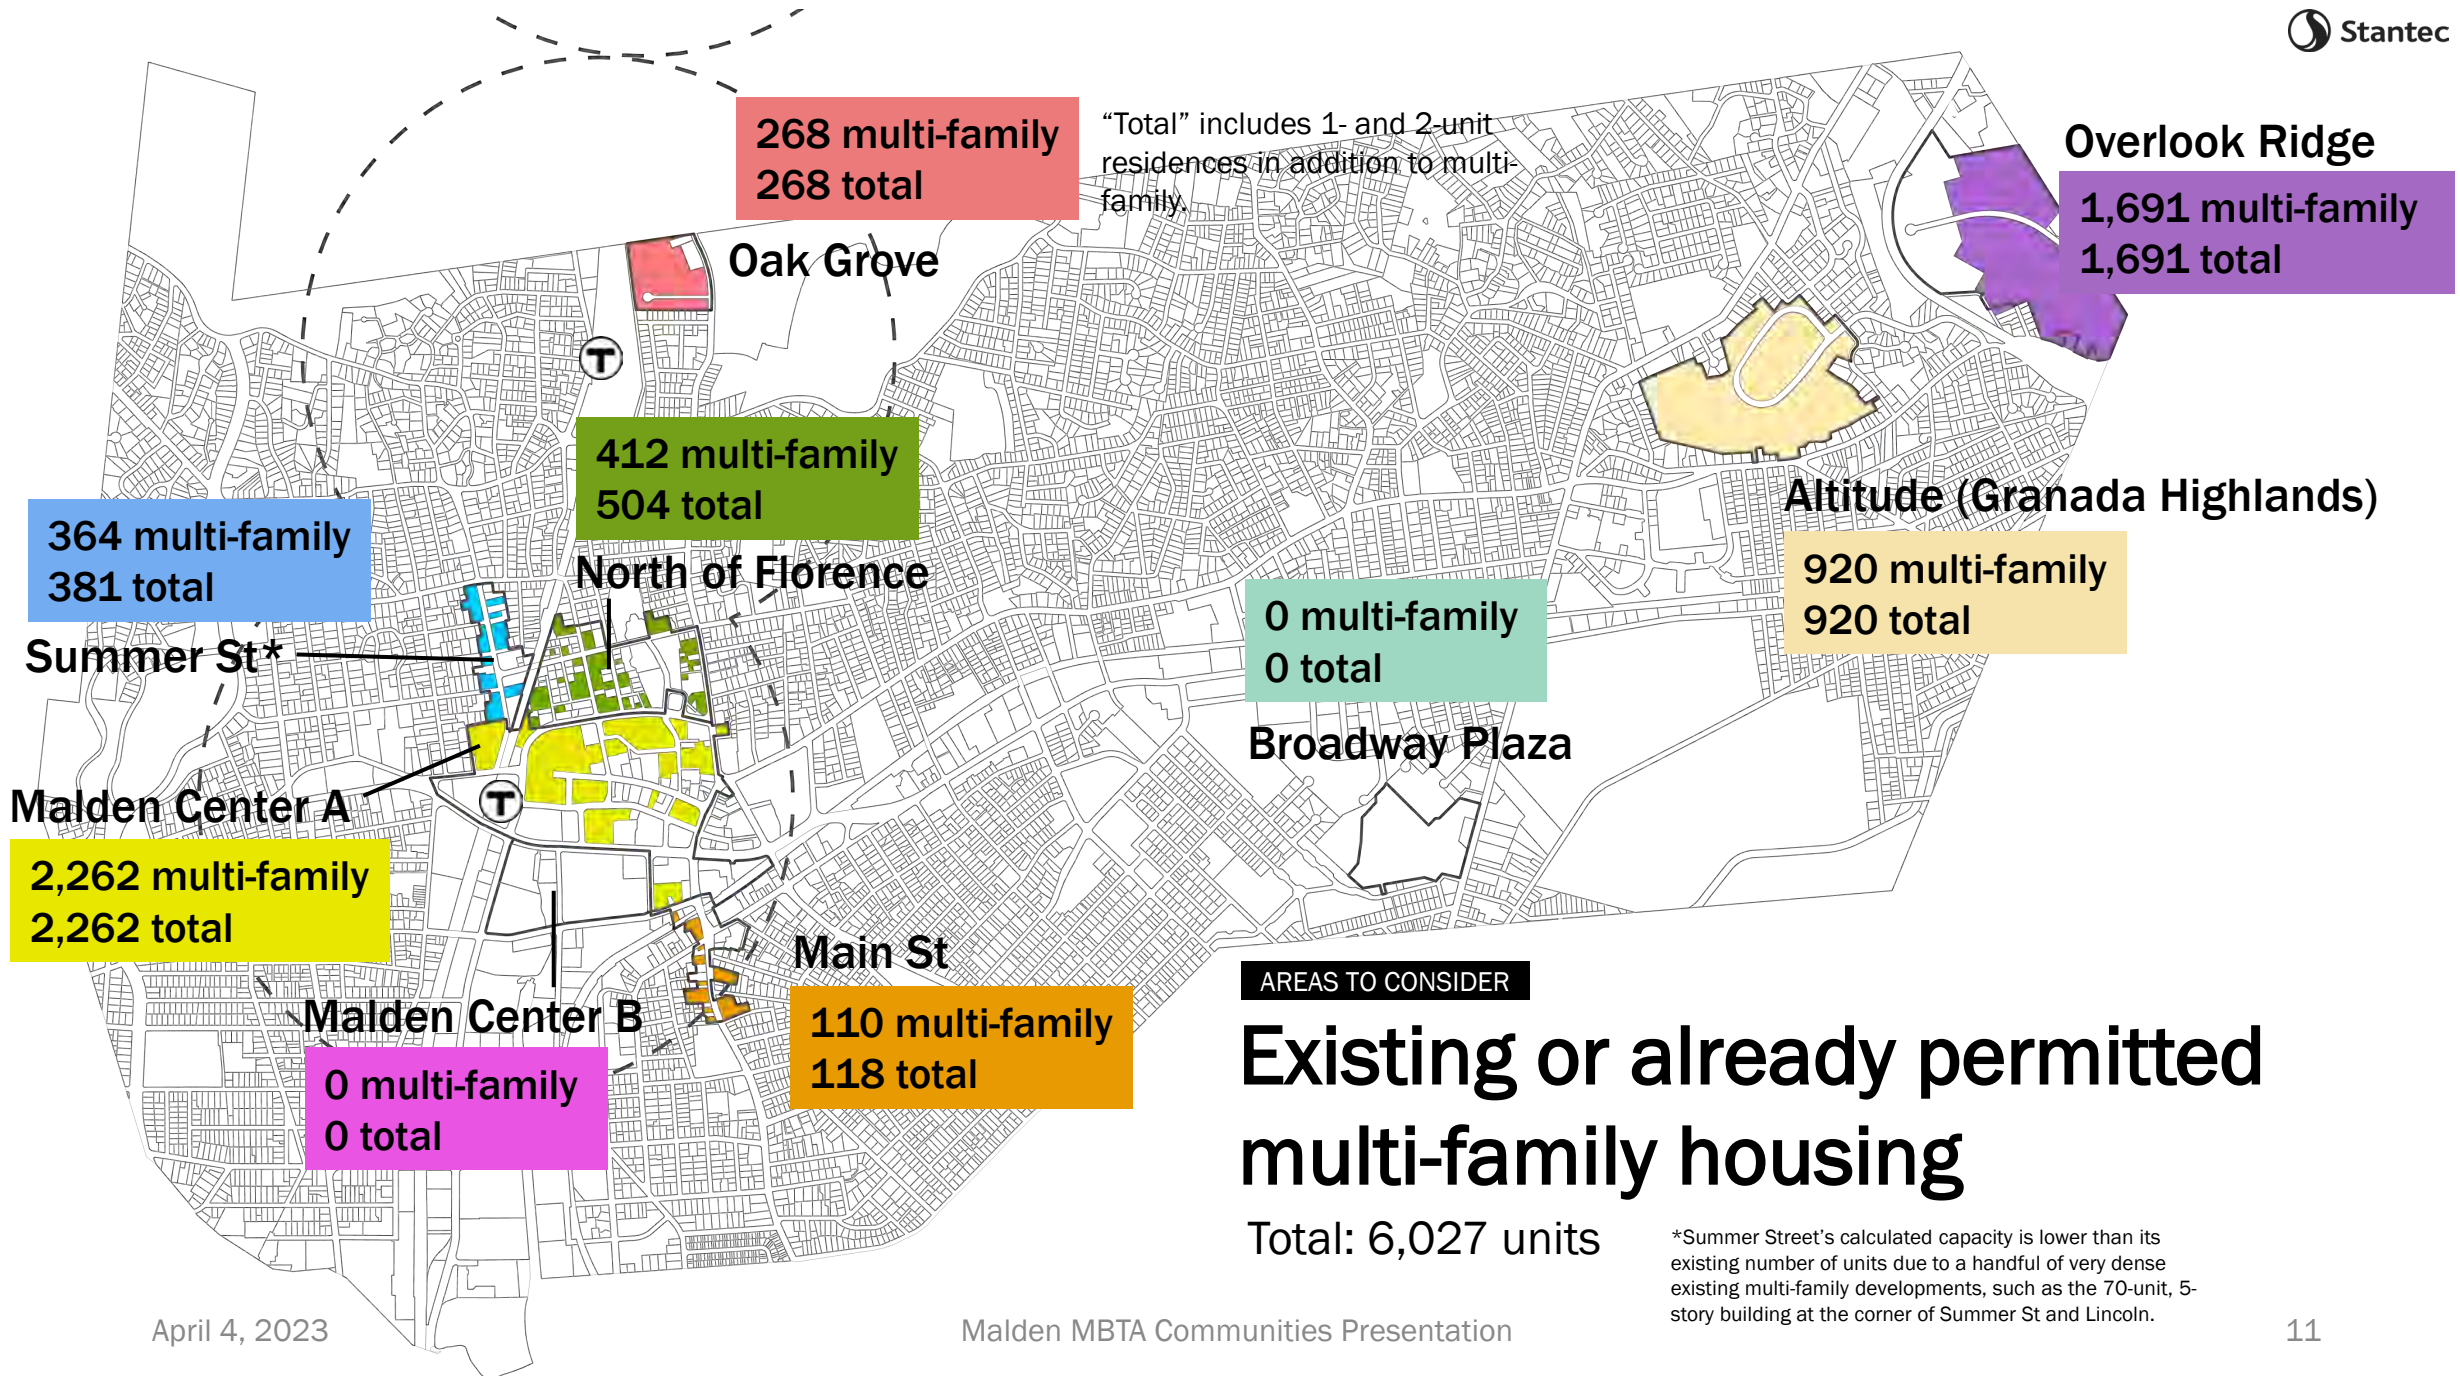 Stantec
268 multi-family
268 total
Oak Grove
“Total” includes 1- and 2-unit
residences in addition to multi-
family.
Overlook Ridge
1,691 multi-family
1,691 total
T
412 multi-family
504 total
North of Florence
364 multi-family
381 total
Summer St*
Altitude (Granada Highlands)
920 multi-family
920 total
0 multi-family
0 total
Broadway Plaza
Malden Center A
T
2,262 multi-family
2,262 total
Main St
110 multi-family
118 total
Malden Center B
0 multi-family
0 total
AREAS TO CONSIDER
Existing or already permitted
multi-family housing
Total: 6,027 units
*Summer Street’s calculated capacity is lower than its
existing number of units due to a handful of very dense
existing multi-family developments, such as the 70-unit, 5-
story building at the corner of Summer St and Lincoln.
April 4, 2023
Malden MBTA Communities Presentation
11